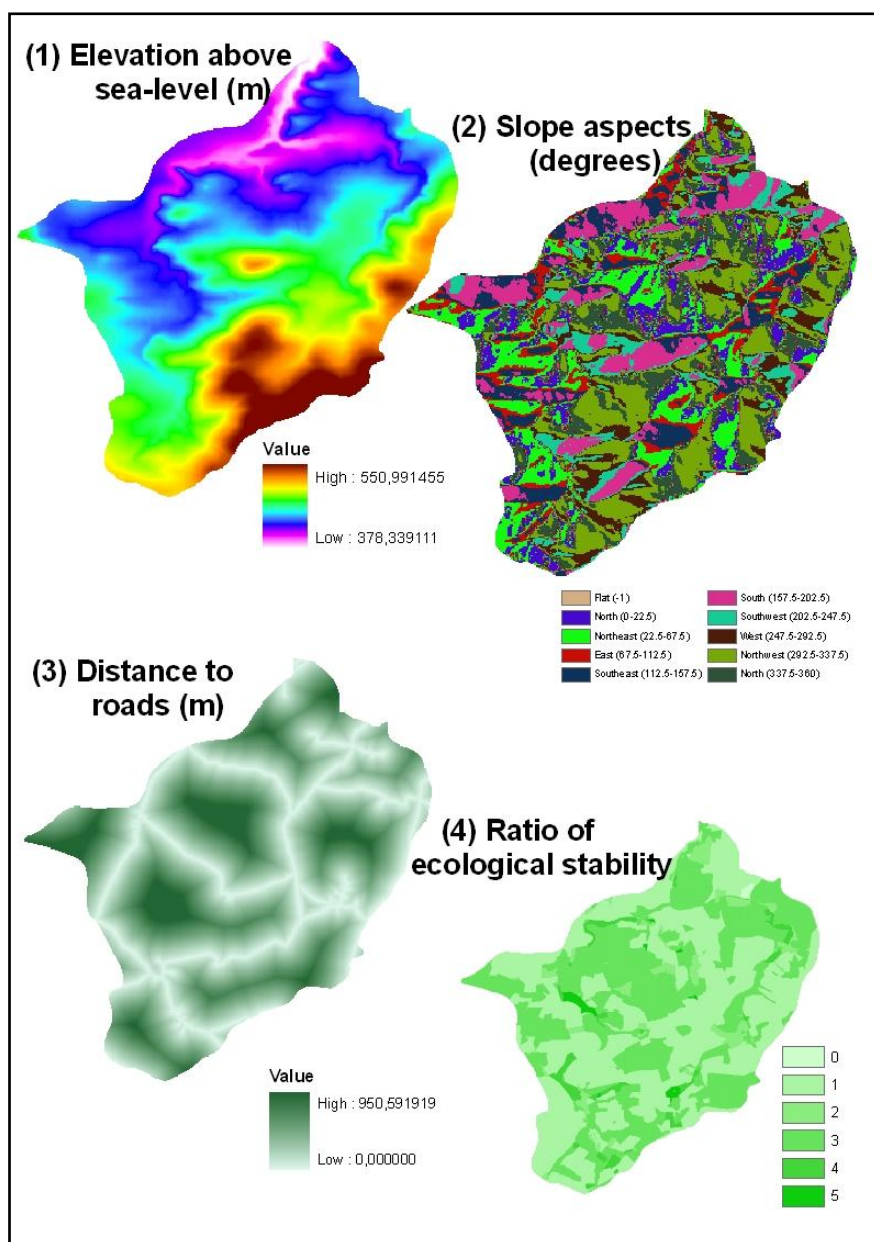 (1) Elevation above
sea-level (m)
Value
High : 550,991455
Low : 378,339111
(2) Slope aspects
(degrees)
Flat (-1)
North (0-22.5)
Northeast (22.5-67.5)
East (67.5-112.5)
Southeast (112.5-157.5)
South (157.5-202.5)
Southwest (202.5-247.5)
West (247.5-292.5)
Northwest (292.5-337.5)
North (337.5-360)
(3) Distance to
roads (m)
Value
High : 950,591919
Low : 0,000000
(4) Ratio of
ecological stability
0
1
2
3
4
5